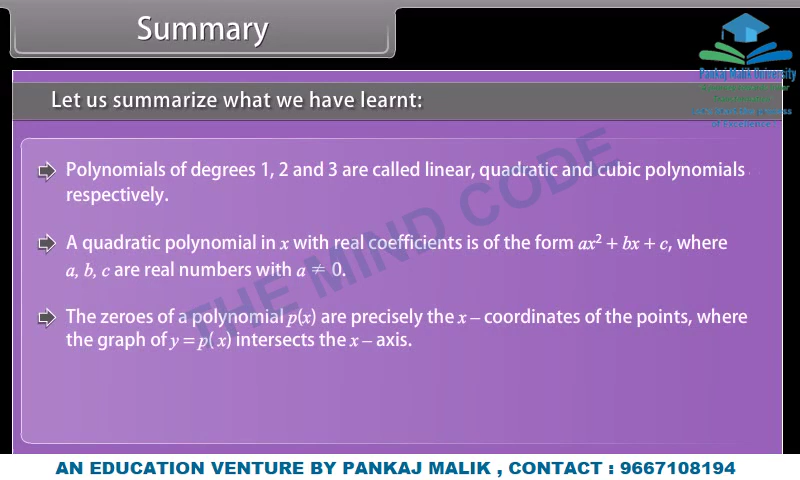 Summary
Pankaj Malik University
Let us summarize what we have learnt:
of Excellence
Polynomials of degrees 1, 2 and 3 are called linear, quadratic and cubic polynomials
respectively.
A quadratic polynomial in x with real coefficients is of the form ax² + bx + c, where
a, b, c are real numbers with a ≠ 0.
The zeroes of a polynomial p(x) are precisely the x – coordinates of the points, where
the graph of y = p( x) intersects the x – axis.
THE MIND CODE
AN EDUCATION VENTURE BY PANKAJ MALIK , CONTACT : 9667108194